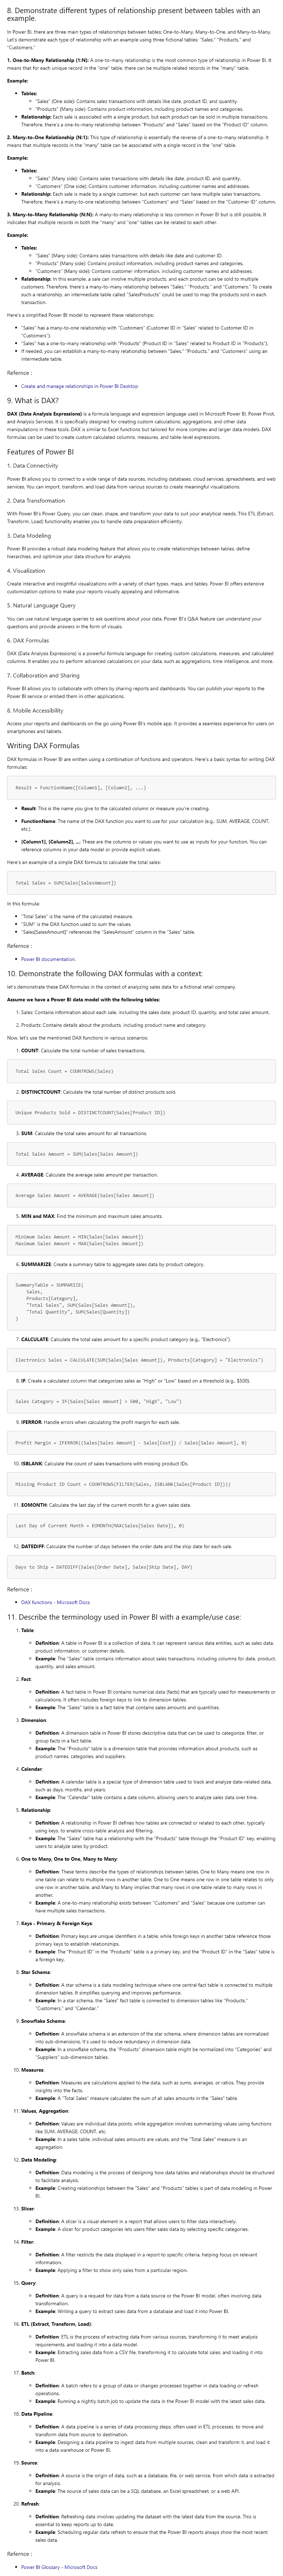 8. Demonstrate different types of relationship present between tables with an
example.
In Power BI, there are three main types of relationships between tables: One-to-Many, Many-to-One, and Many-to-Many.
Let's demonstrate each type of relationship with an example using three fictional tables: "Sales," "Products," and
"Customers."
1. One-to-Many Relationship (1:N): A one-to-many relationship is the most common type of relationship in Power BI. It
means that for each unique record in the "one" table, there can be multiple related records in the "many" table.
Example:
• Tables:
"Sales" (One side): Contains sales transactions with details like date, product ID, and quantity.
"Products" (Many side): Contains product information, including product names and categories.
• Relationship: Each sale is associated with a single product, but each product can be sold in multiple transactions.
Therefore, there's a one-to-many relationship between "Products" and "Sales" based on the "Product ID" column.
2. Many-to-One Relationship (N:1): This type of relationship is essentially the reverse of a one-to-many relationship. It
means that multiple records in the "many" table can be associated with a single record in the "one" table.
Example:
• Tables:
"Sales" (Many side): Contains sales transactions with details like date, product ID, and quantity.
"Customers" (One side): Contains customer information, including customer names and addresses.
• Relationship: Each sale is made by a single customer, but each customer can have multiple sales transactions.
Therefore, there's a many-to-one relationship between "Customers" and "Sales" based on the "Customer ID" column.
3. Many-to-Many Relationship (N:N): A many-to-many relationship is less common in Power BI but is still possible. It
indicates that multiple records in both the "many" and "one" tables can be related to each other.
Example:
• Tables:
"Sales" (Many side): Contains sales transactions with details like date and customer ID.
"Products" (Many side): Contains product information, including product names and categories.
"Customers" (Many side): Contains customer information, including customer names and addresses.
• Relationship: In this example, a sale can involve multiple products, and each product can be sold to multiple
customers. Therefore, there's a many-to-many relationship between "Sales," "Products," and "Customers." To create
such a relationship, an intermediate table called "SalesProducts" could be used to map the products sold in each
transaction.
Here's a simplified Power BI model to represent these relationships:
• "Sales" has a many-to-one relationship with "Customers" (Customer ID in "Sales" related to Customer ID in
"Customers").
• "Sales" has a one-to-many relationship with "Products" (Product ID in "Sales" related to Product ID in "Products").
• If needed, you can establish a many-to-many relationship between "Sales," "Products," and "Customers" using an
intermediate table.
Refernce :
• Create and manage relationships in Power BI Desktop
9. What is DAX?
DAX (Data Analysis Expressions) is a formula language and expression language used in Microsoft Power BI, Power Pivot,
and Analysis Services. It is specifically designed for creating custom calculations, aggregations, and other data
manipulations in these tools. DAX is similar to Excel functions but is tailored for more complex and larger data models. DAX
formulas can be used to create custom calculated columns, measures, and table-level expressions.
Features of Power BI
1. Data Connectivity
Power BI allows you to connect to a wide range of data sources, including databases, cloud services, spreadsheets, and web
services. You can import, transform, and load data from various sources to create meaningful visualizations.
2. Data Transformation
With Power BI's Power Query, you can clean, shape, and transform your data to suit your analytical needs. This ETL (Extract,
Transform, Load) functionality enables you to handle data preparation efficiently.
3. Data Modeling
Power BI provides a robust data modeling feature that allows you to create relationships between tables, define
hierarchies, and optimize your data structure for analysis.
4. Visualization
Create interactive and insightful visualizations with a variety of chart types, maps, and tables. Power BI offers extensive
customization options to make your reports visually appealing and informative.
5. Natural Language Query
You can use natural language queries to ask questions about your data. Power BI's Q&A feature can understand your
questions and provide answers in the form of visuals.
6. DAX Formulas
DAX (Data Analysis Expressions) is a powerful formula language for creating custom calculations, measures, and calculated
columns. It enables you to perform advanced calculations on your data, such as aggregations, time intelligence, and more.
7. Collaboration and Sharing
Power BI allows you to collaborate with others by sharing reports and dashboards. You can publish your reports to the
Power BI service or embed them in other applications.
8. Mobile Accessibility
Access your reports and dashboards on the go using Power BI's mobile app. It provides a seamless experience for users on
smartphones and tablets.
Writing DAX Formulas
DAX formulas in Power BI are written using a combination of functions and operators. Here's a basic syntax for writing DAX
formulas:
Result = FunctionName([Column1], [Column2], ...)
• Result: This is the name you give to the calculated column or measure you're creating.
• FunctionName: The name of the DAX function you want to use for your calculation (e.g., SUM, AVERAGE, COUNT,
etc.).
• [Column1], [Column2], ...: These are the columns or values you want to use as inputs for your function. You can
reference columns in your data model or provide explicit values.
Here's an example of a simple DAX formula to calculate the total sales:
Total Sales = SUM(Sales[SalesAmount])
In this formula:
• "Total Sales" is the name of the calculated measure.
• "SUM" is the DAX function used to sum the values.
• "Sales[SalesAmount]" references the "SalesAmount" column in the "Sales" table.
Refernce :
• Power BI documentation.
10. Demonstrate the following DAX formulas with a context:
let's demonstrate these DAX formulas in the context of analyzing sales data for a fictional retail company.
Assume we have a Power BI data model with the following tables:
1. Sales: Contains information about each sale, including the sales date, product ID, quantity, and total sales amount.
2. Products: Contains details about the products, including product name and category.
Now, let's use the mentioned DAX functions in various scenarios:
1. COUNT: Calculate the total number of sales transactions.
Total Sales Count = COUNTROWS(Sales)
2. DISTINCTCOUNT: Calculate the total number of distinct products sold.
Unique Products Sold = DISTINCTCOUNT(Sales[Product ID])
3. SUM: Calculate the total sales amount for all transactions.
Total Sales Amount = SUM(Sales[Sales Amount])
4. AVERAGE: Calculate the average sales amount per transaction.
Average Sales Amount = AVERAGE(Sales[Sales Amount])
5. MIN and MAX: Find the minimum and maximum sales amounts.
Minimum Sales Amount = MIN(Sales[Sales Amount])
Maximum Sales Amount = MAX(Sales[Sales Amount])
6. SUMMARIZE: Create a summary table to aggregate sales data by product category.
SummaryTable = SUMMARIZE(
Sales,
Products[Category],
"Total Sales", SUM(Sales[Sales Amount]),
"Total Quantity", SUM(Sales[Quantity])
)
7. CALCULATE: Calculate the total sales amount for a specific product category (e.g., "Electronics").
Electronics Sales = CALCULATE(SUM(Sales[Sales Amount]), Products[Category] = "Electronics")
8. IF: Create a calculated column that categorizes sales as "High" or "Low" based on a threshold (e.g., $500).
Sales Category = IF(Sales[Sales Amount] > 500, "High", "Low")
9. IFERROR: Handle errors when calculating the profit margin for each sale.
Profit Margin = IFERROR((Sales[Sales Amount] - Sales[Cost]) / Sales[Sales Amount], 0)
10. ISBLANK: Calculate the count of sales transactions with missing product IDs.
Missing Product ID Count = COUNTROWS(FILTER(Sales, ISBLANK(Sales[Product ID])))
11. EOMONTH: Calculate the last day of the current month for a given sales date.
Last Day of Current Month = EOMONTH(MAX(Sales[Sales Date]), 0)
12. DATEDIFF: Calculate the number of days between the order date and the ship date for each sale.
Days to Ship = DATEDIFF(Sales[Order Date], Sales[Ship Date], DAY)
Refernce :
• DAX functions - Microsoft Docs
11. Describe the terminology used in Power BI with a example/use case:
1. Table:
Definition: A table in Power BI is a collection of data. It can represent various data entities, such as sales data,
product information, or customer details.
Example: The "Sales" table contains information about sales transactions, including columns for date, product,
quantity, and sales amount.
2. Fact:
Definition: A fact table in Power BI contains numerical data (facts) that are typically used for measurements or
calculations. It often includes foreign keys to link to dimension tables.
Example: The "Sales" table is a fact table that contains sales amounts and quantities.
3. Dimension:
Definition: A dimension table in Power BI stores descriptive data that can be used to categorize, filter, or
group facts in a fact table.
Example: The "Products" table is a dimension table that provides information about products, such as
product names, categories, and suppliers.
4. Calendar:
Definition: A calendar table is a special type of dimension table used to track and analyze date-related data,
such as days, months, and years.
Example: The "Calendar" table contains a date column, allowing users to analyze sales data over time.
5. Relationship:
Definition: A relationship in Power BI defines how tables are connected or related to each other, typically
using keys, to enable cross-table analysis and filtering.
Example: The "Sales" table has a relationship with the "Products" table through the "Product ID" key, enabling
users to analyze sales by product.
6. One to Many, One to One, Many to Many:
Definition: These terms describe the types of relationships between tables. One to Many means one row in
one table can relate to multiple rows in another table. One to One means one row in one table relates to only
one row in another table, and Many to Many implies that many rows in one table relate to many rows in
another.
Example: A one-to-many relationship exists between "Customers" and "Sales" because one customer can
have multiple sales transactions.
7. Keys - Primary & Foreign Keys:
Definition: Primary keys are unique identifiers in a table, while foreign keys in another table reference those
primary keys to establish relationships.
Example: The "Product ID" in the "Products" table is a primary key, and the "Product ID" in the "Sales" table is
a foreign key.
8. Star Schema:
Definition: A star schema is a data modeling technique where one central fact table is connected to multiple
dimension tables. It simplifies querying and improves performance.
Example: In a star schema, the "Sales" fact table is connected to dimension tables like "Products,"
"Customers," and "Calendar."
9. Snowflake Schema:
Definition: A snowflake schema is an extension of the star schema, where dimension tables are normalized
into sub-dimensions. It's used to reduce redundancy in dimension data.
Example: In a snowflake schema, the "Products" dimension table might be normalized into "Categories" and
"Suppliers" sub-dimension tables.
10. Measures:
Definition: Measures are calculations applied to the data, such as sums, averages, or ratios. They provide
insights into the facts.
Example: A "Total Sales" measure calculates the sum of all sales amounts in the "Sales" table.
11. Values, Aggregation:
Definition: Values are individual data points, while aggregation involves summarizing values using functions
like SUM, AVERAGE, COUNT, etc.
Example: In a sales table, individual sales amounts are values, and the "Total Sales" measure is an
aggregation.
12. Data Modeling:
Definition: Data modeling is the process of designing how data tables and relationships should be structured
to facilitate analysis.
Example: Creating relationships between the "Sales" and "Products" tables is part of data modeling in Power
BI.
13. Slicer:
Definition: A slicer is a visual element in a report that allows users to filter data interactively.
Example: A slicer for product categories lets users filter sales data by selecting specific categories.
14. Filter:
Definition: A filter restricts the data displayed in a report to specific criteria, helping focus on relevant
information.
Example: Applying a filter to show only sales from a particular region.
15. Query:
Definition: A query is a request for data from a data source or the Power BI model, often involving data
transformation.
Example: Writing a query to extract sales data from a database and load it into Power BI.
16. ETL (Extract, Transform, Load):
Definition: ETL is the process of extracting data from various sources, transforming it to meet analysis
requirements, and loading it into a data model.
Example: Extracting sales data from a CSV file, transforming it to calculate total sales, and loading it into
Power BI.
17. Batch:
Definition: A batch refers to a group of data or changes processed together in data loading or refresh
operations.
Example: Running a nightly batch job to update the data in the Power BI model with the latest sales data.
18. Data Pipeline:
Definition: A data pipeline is a series of data processing steps, often used in ETL processes, to move and
transform data from source to destination.
Example: Designing a data pipeline to ingest data from multiple sources, clean and transform it, and load it
into a data warehouse or Power BI.
19. Source:
Definition: A source is the origin of data, such as a database, file, or web service, from which data is extracted
for analysis.
Example: The source of sales data can be a SQL database, an Excel spreadsheet, or a web API.
20. Refresh:
Definition: Refreshing data involves updating the dataset with the latest data from the source. This is
essential to keep reports up to date.
Example: Scheduling regular data refresh to ensure that the Power BI reports always show the most recent
sales data.
Refernce :
• Power BI Glossary - Microsoft Docs